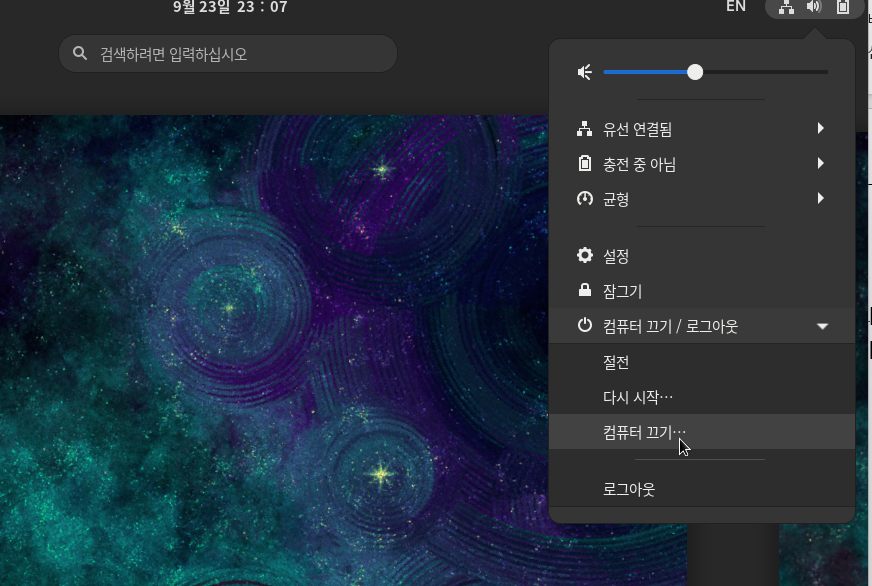 9월 23일 23 : 07
EN
검색하려면 입력하십시오
유선 연결됨
충전 중 아님
균형
설정
잠그기
컴퓨터 끄기 / 로그아웃
절전
다시 시작…
컴퓨터 끄기…
로그아웃